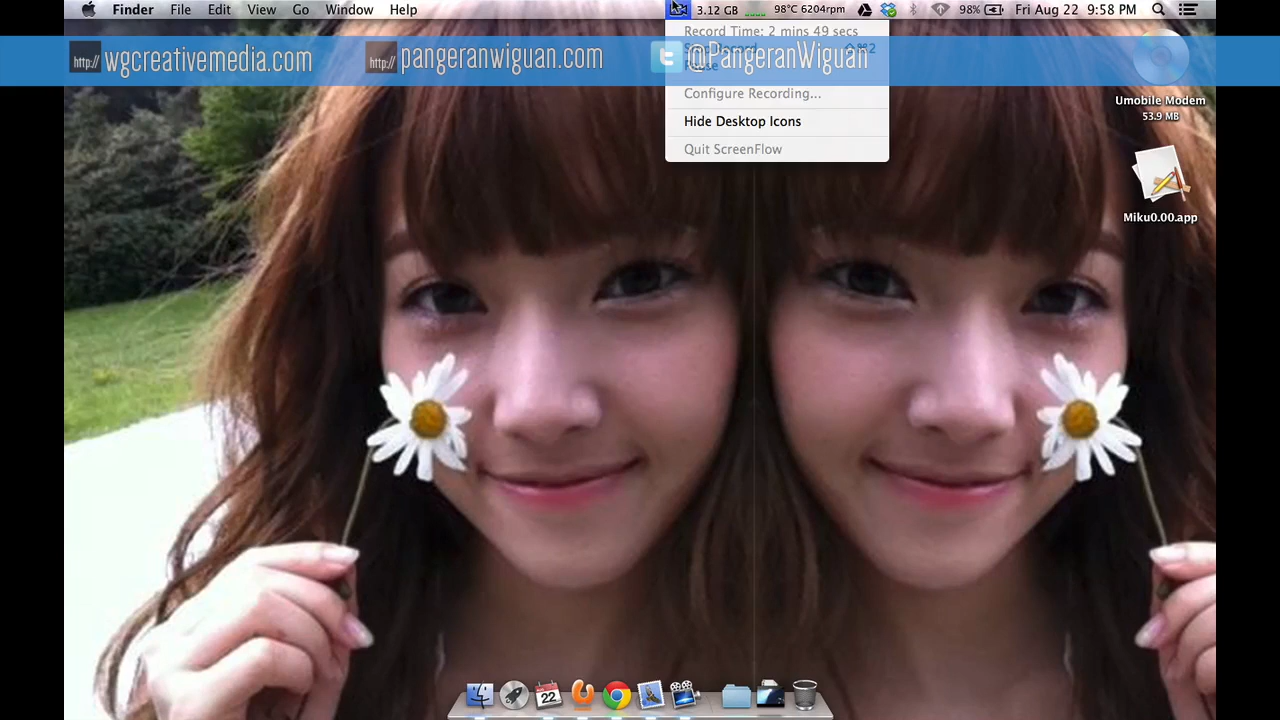 Finder File Edit View Go Window Help 3.12 GB 98°C 6204rpm 98% Fri Aug 22 9:58 PM
Record Time: 2 mins 49 secs
http:// wgcreativemedia.com http:// pangeranwiguan.com @PangeranWiguan
Configure Recording...
Hide Desktop Icons
Quit ScreenFlow
Umobile Modem
53.9 MB
Miku0.00.app
22